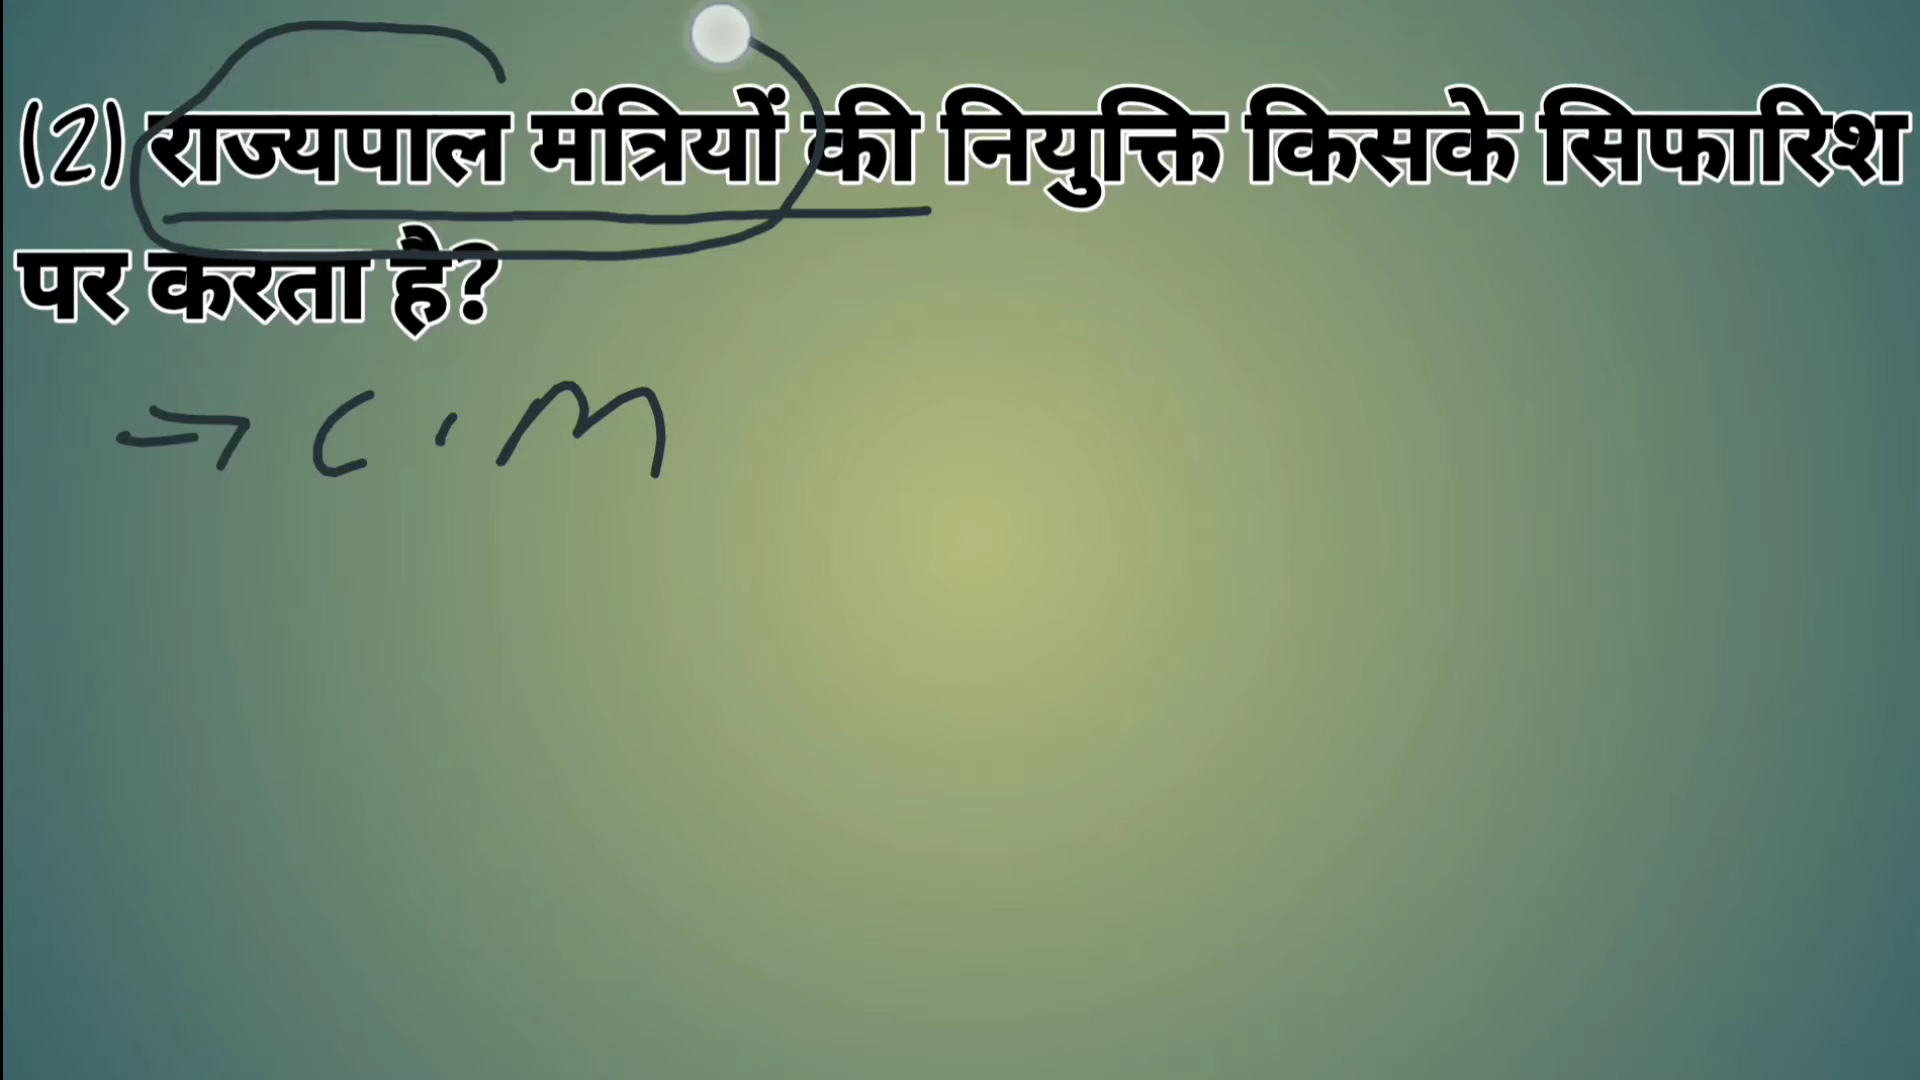 (2) राज्यपाल मंत्रियों की नियुक्ति किसके सिफारिश
पर करता है?
→ C.M